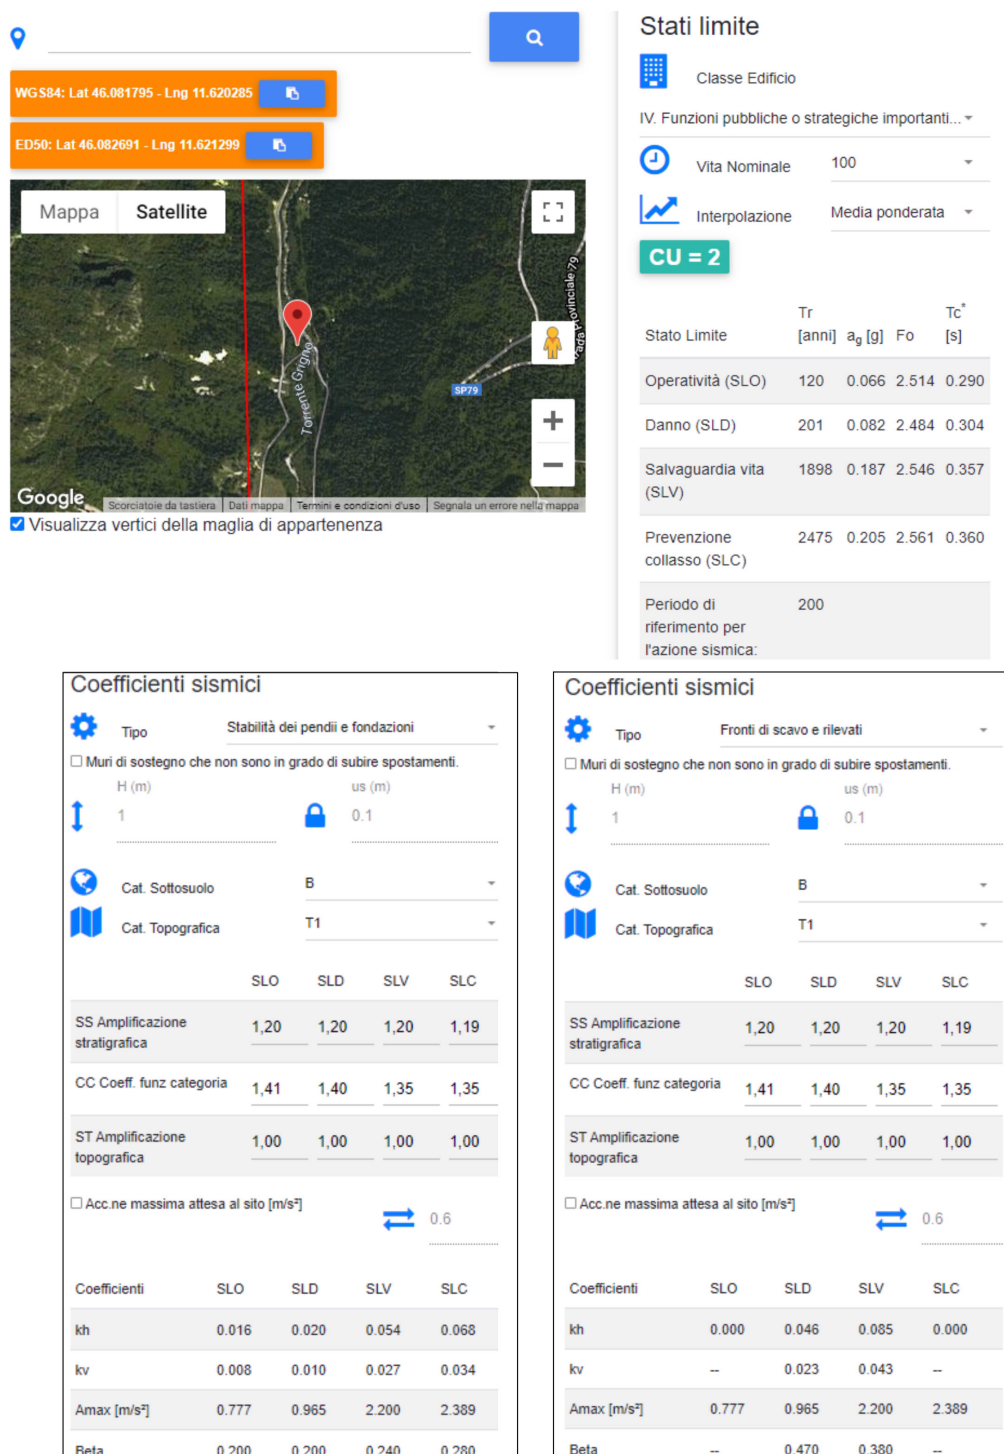 WGS84: Lat 46.081795 - Lng 11.620285
ED50: Lat 46.082691 - Lng 11.621299
Mappa Satellite
Strada Provinciale 79
Torrente Grigno
SP79
Google
Scorciatoie da tastiera Dati mappa Termini e condizioni d'uso Segnala un errore nella mappa
Visualizza vertici della maglia di appartenenza
Stati limite
Classe Edificio
IV. Funzioni pubbliche o strategiche importanti...
Vita Nominale 100
Interpolazione Media ponderata
CU = 2
Stato Limite Tr [anni] ag [g] Fo Tc* [s]
Operatività (SLO) 120 0.066 2.514 0.290
Danno (SLD) 201 0.082 2.484 0.304
Salvaguardia vita (SLV) 1898 0.187 2.546 0.357
Prevenzione collasso (SLC) 2475 0.205 2.561 0.360
Periodo di riferimento per l'azione sismica: 200
Coefficienti sismici
Tipo Stabilità dei pendii e fondazioni
Muri di sostegno che non sono in grado di subire spostamenti.
H (m) us (m)
1 0.1
Cat. Sottosuolo B
Cat. Topografica T1
SLO SLD SLV SLC
SS Amplificazione stratigrafica 1,20 1,20 1,20 1,19
CC Coeff. funz categoria 1,41 1,40 1,35 1,35
ST Amplificazione topografica 1,00 1,00 1,00 1,00
Acc.ne massima attesa al sito [m/s²]
0.6
Coefficienti SLO SLD SLV SLC
kh 0.016 0.020 0.054 0.068
kv 0.008 0.010 0.027 0.034
Amax [m/s²] 0.777 0.965 2.200 2.389
Beta 0.200 0.200 0.240 0.280
Coefficienti sismici
Tipo Fronti di scavo e rilevati
Muri di sostegno che non sono in grado di subire spostamenti.
H (m) us (m)
1 0.1
Cat. Sottosuolo B
Cat. Topografica T1
SLO SLD SLV SLC
SS Amplificazione stratigrafica 1,20 1,20 1,20 1,19
CC Coeff. funz categoria 1,41 1,40 1,35 1,35
ST Amplificazione topografica 1,00 1,00 1,00 1,00
Acc.ne massima attesa al sito [m/s²]
0.6
Coefficienti SLO SLD SLV SLC
kh 0.000 0.046 0.085 0.000
kv -- 0.023 0.043 --
Amax [m/s²] 0.777 0.965 2.200 2.389
Beta -- 0.470 0.380 --